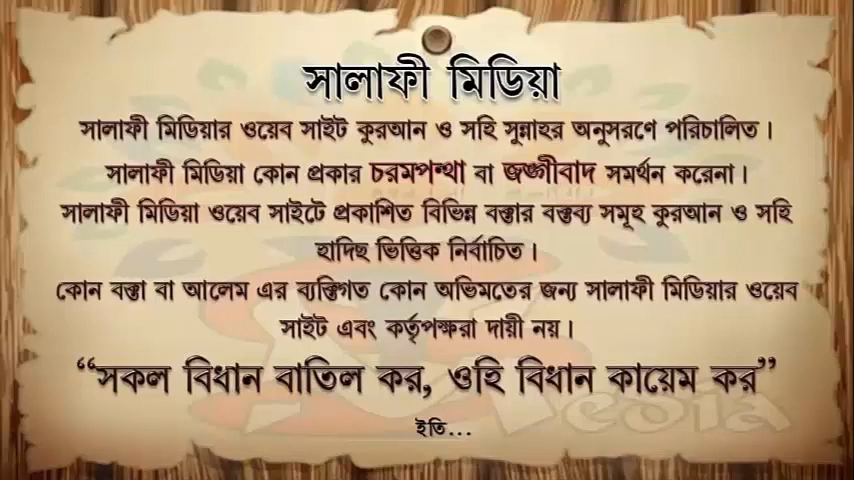 সালাফী মিডিয়া
সালাফী মিডিয়ার ওয়েব সাইট কুরআন ও সহি সুন্নাহর অনুসরণে পরিচালিত।
সালাফী মিডিয়া কোন প্রকার চরমপন্থা বা জঙ্গীবাদ সমর্থন করেনা।
সালাফী মিডিয়া ওয়েব সাইটে প্রকাশিত বিভিন্ন বক্তার বক্তব্য সমূহ কুরআন ও সহি
হাদিছ ভিত্তিক নির্বাচিত।
কোন বক্তা বা আলেম এর ব্যক্তিগত কোন অভিমতের জন্য সালাফী মিডিয়ার ওয়েব
সাইট এবং কর্তৃপক্ষরা দায়ী নয়।
“সকল বিধান বাতিল কর, ওহি বিধান কায়েম কর”
ইতি...